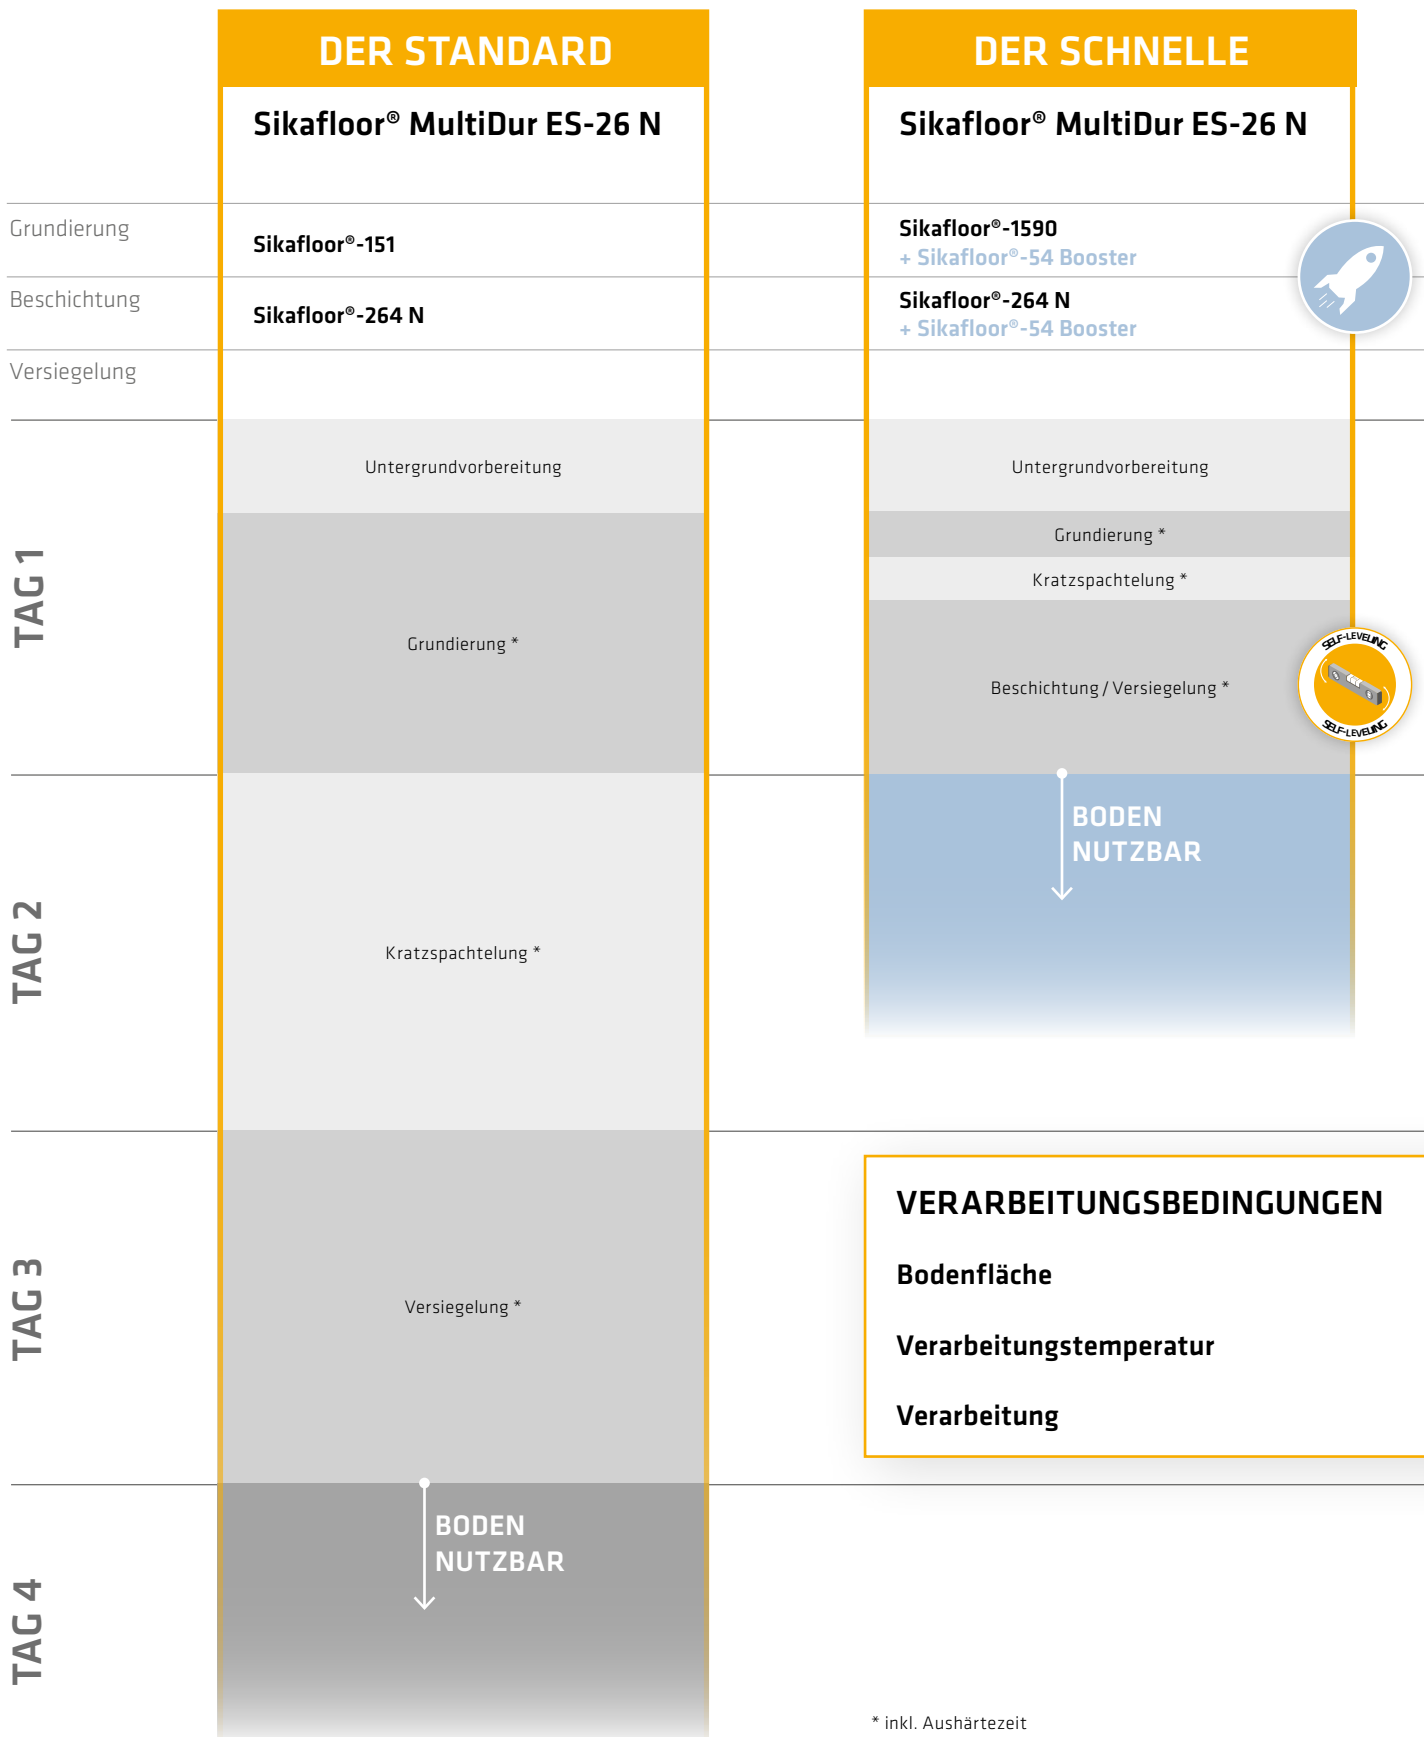 DER STANDARD
Sikafloor® MultiDur ES-26 N
DER SCHNELLE
Sikafloor® MultiDur ES-26 N
Grundierung
Sikafloor®-151
Sikafloor®-1590
+ Sikafloor®-54 Booster
Beschichtung
Sikafloor®-264 N
Sikafloor®-264 N
+ Sikafloor®-54 Booster
Versiegelung
TAG 1
Untergrundvorbereitung
Grundierung *
Untergrundvorbereitung
Grundierung *
Kratzspachtelung *
Beschichtung / Versiegelung *
SELF-LEVELING
SELF-LEVELING
TAG 2
Kratzspachtelung *
BODEN
NUTZBAR
TAG 3
Versiegelung *
VERARBEITUNGSBEDINGUNGEN
Bodenfläche
Verarbeitungstemperatur
Verarbeitung
TAG 4
BODEN
NUTZBAR
* inkl. Aushärtezeit